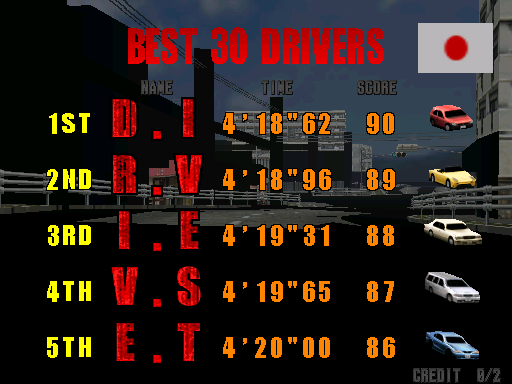 BEST 30 DRIVERS
NAME TIME SCORE
1ST D.I 4'18"62 90
2ND R.V 4'18"96 89
3RD I.E 4'19"31 88
4TH V.S 4'19"65 87
5TH E.T 4'20"00 86
CREDIT 0/2